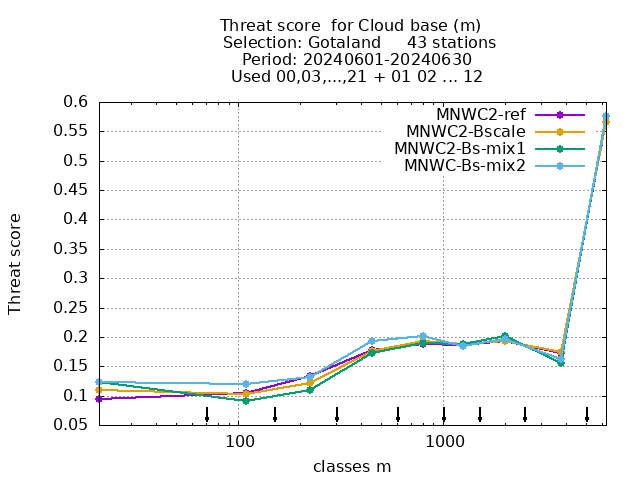 Threat score  for Cloud base (m)
Selection: Gotaland     43 stations
Period: 20240601-20240630
Used 00,03,...,21 + 01 02 ... 12
MNWC2-ref
MNWC2-Bscale
MNWC2-Bs-mix1
MNWC-Bs-mix2
Threat score
0.6
0.55
0.5
0.45
0.4
0.35
0.3
0.25
0.2
0.15
0.1
0.05
100
1000
classes m